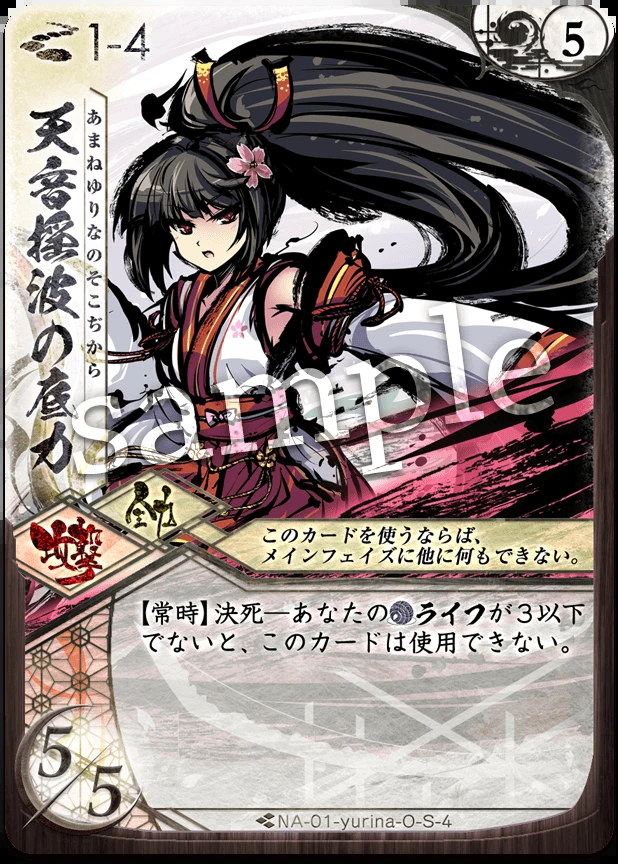 1-4
5
天音揺波の底力
あまねゆりなのそこぢから
sample
攻撃
全力
このカードを使うならば、
メインフェイズに他に何もできない。
【常時】決死―あなたのライフが３以下
でないと、このカードは使用できない。
5/5
NA-01-yurina-O-S-4